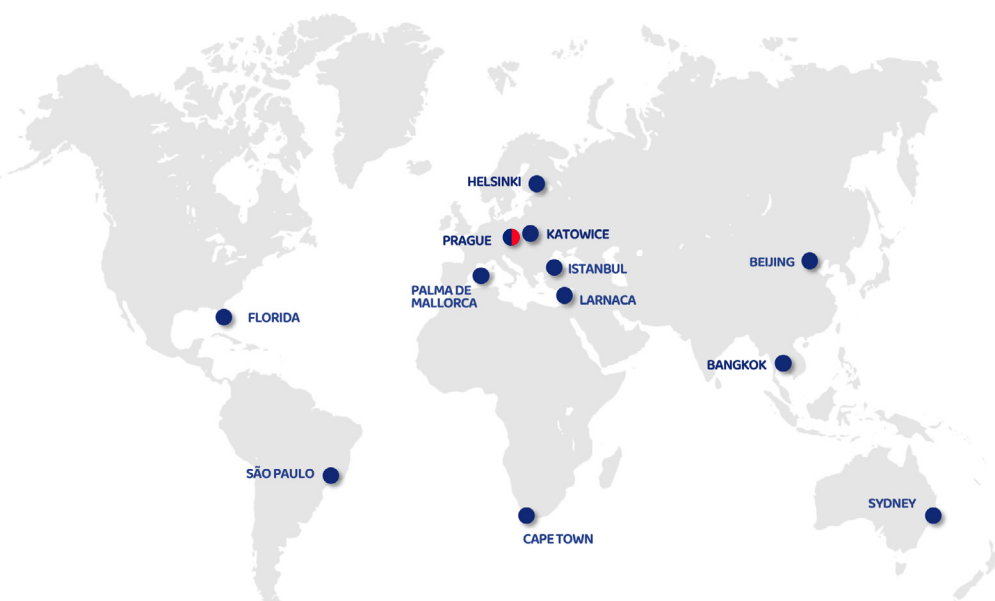 HELSINKI
PRAGUE
KATOWICE
ISTANBUL
PALMA DE
MALLORCA
LARNACA
BEIJING
FLORIDA
BANGKOK
SÃO PAULO
SYDNEY
CAPE TOWN